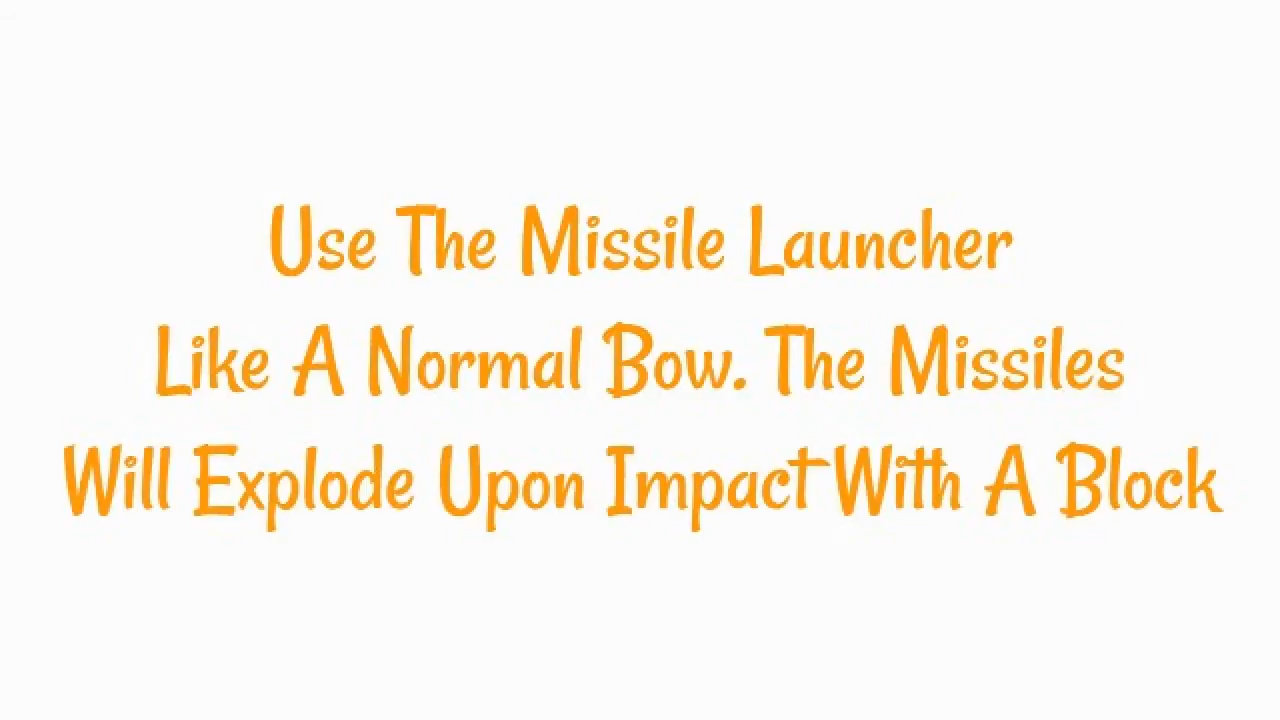 Use The Missile Launcher
Like A Normal Bow. The Missiles
Will Explode Upon Impact With A Block